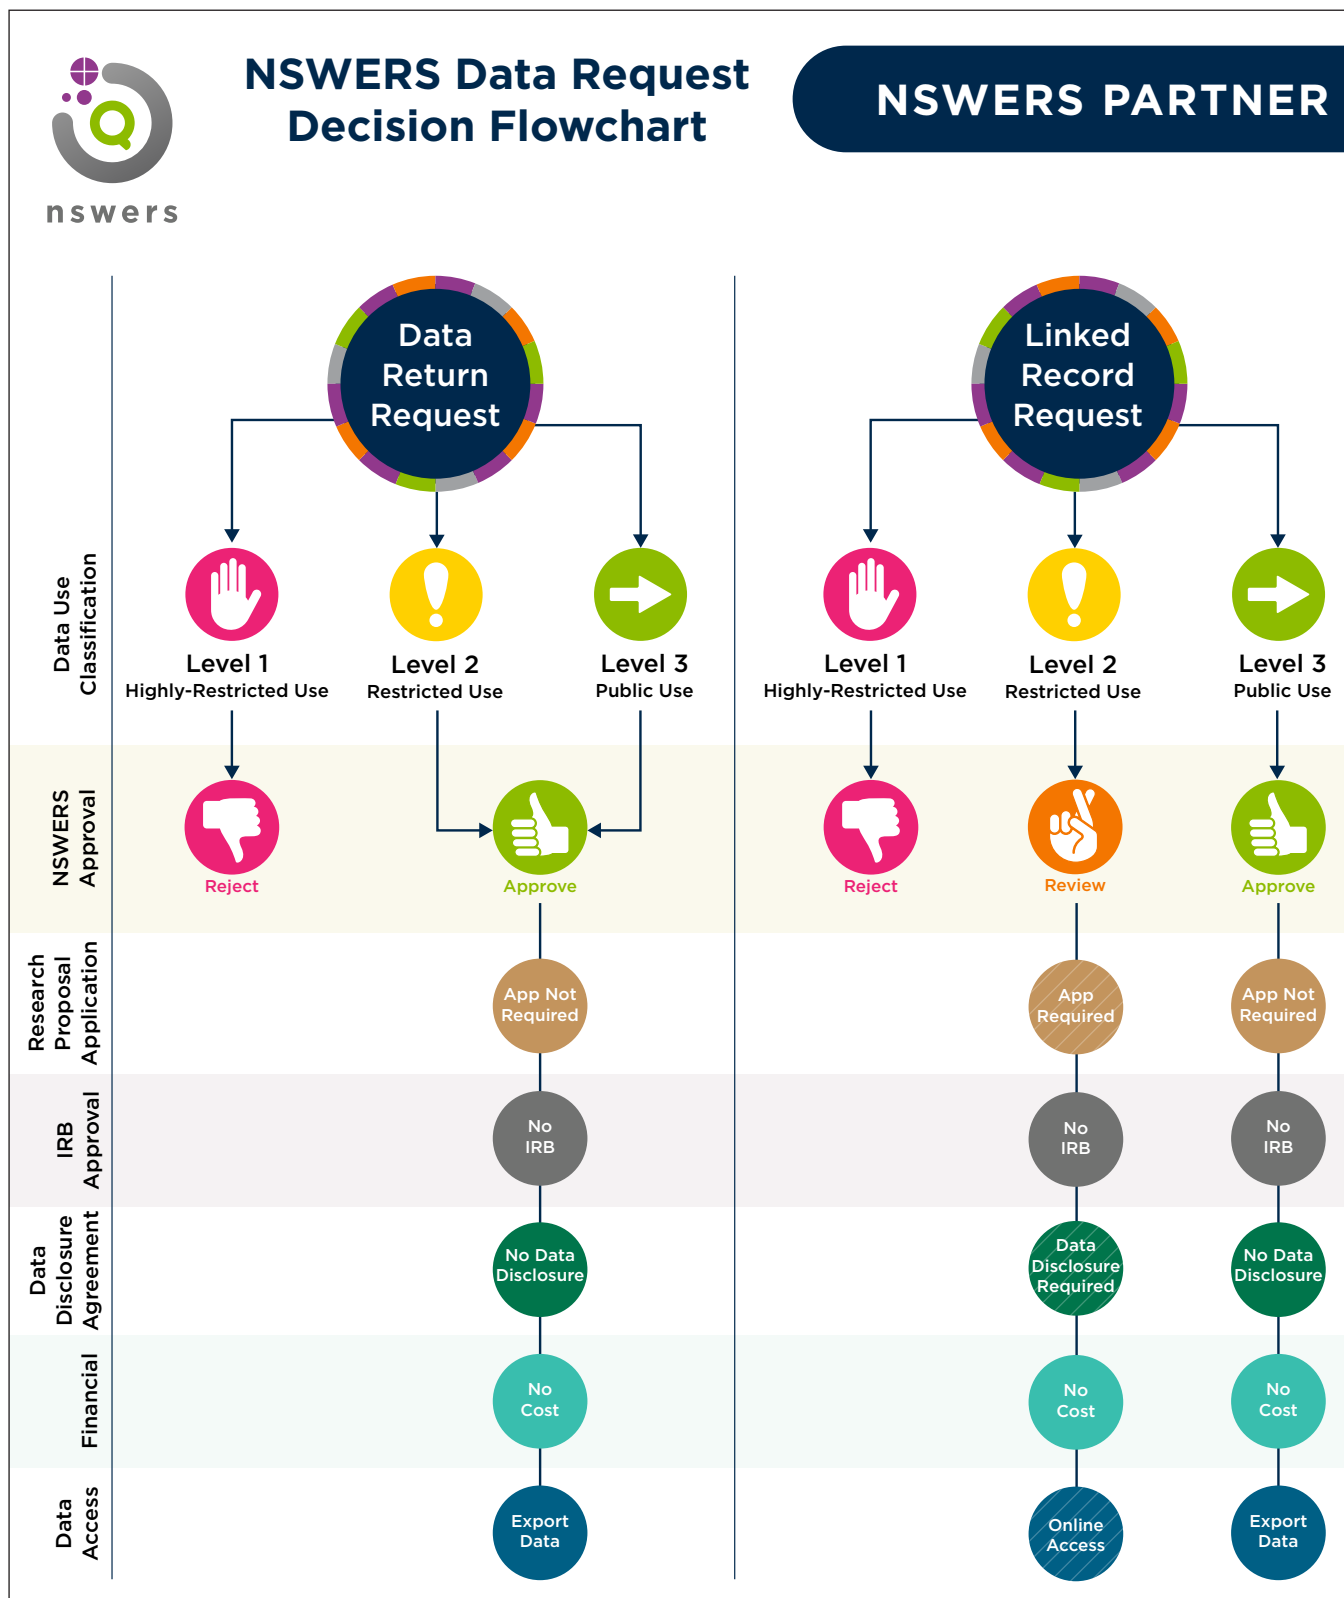 nswers
NSWERS Data Request
Decision Flowchart
NSWERS PARTNER
Data
Return
Request
Linked
Record
Request
Data Use
Classification
Level 1
Highly-Restricted Use
Level 2
Restricted Use
Level 3
Public Use
Level 1
Highly-Restricted Use
Level 2
Restricted Use
Level 3
Public Use
NSWERS
Approval
Reject
Approve
Reject
Review
Approve
Research
Proposal
Application
App Not
Required
App
Required
App Not
Required
IRB
Approval
No
IRB
No
IRB
No
IRB
Data
Disclosure
Agreement
No Data
Disclosure
Data
Disclosure
Required
No Data
Disclosure
Financial
No
Cost
No
Cost
No
Cost
Data
Access
Export
Data
Online
Access
Export
Data